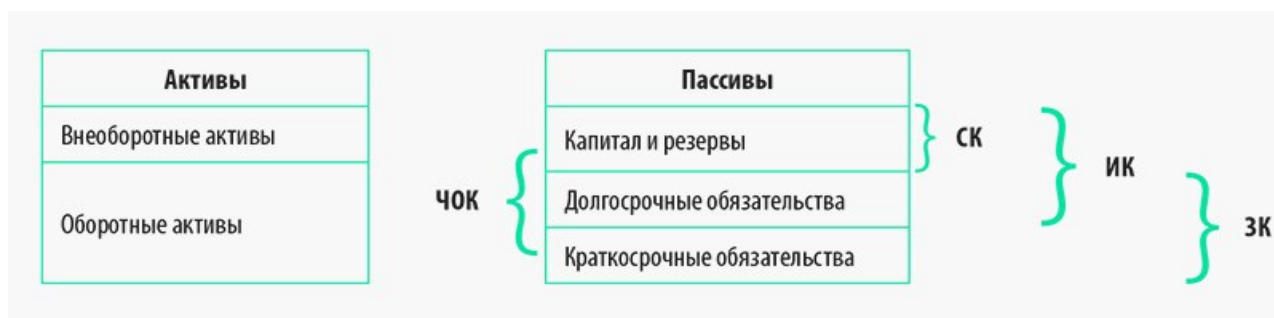 Активы
Внеоборотные активы
Оборотные активы
ЧОК
Пассивы
Капитал и резервы
Долгосрочные обязательства
Краткосрочные обязательства
СК
ИК
ЗК